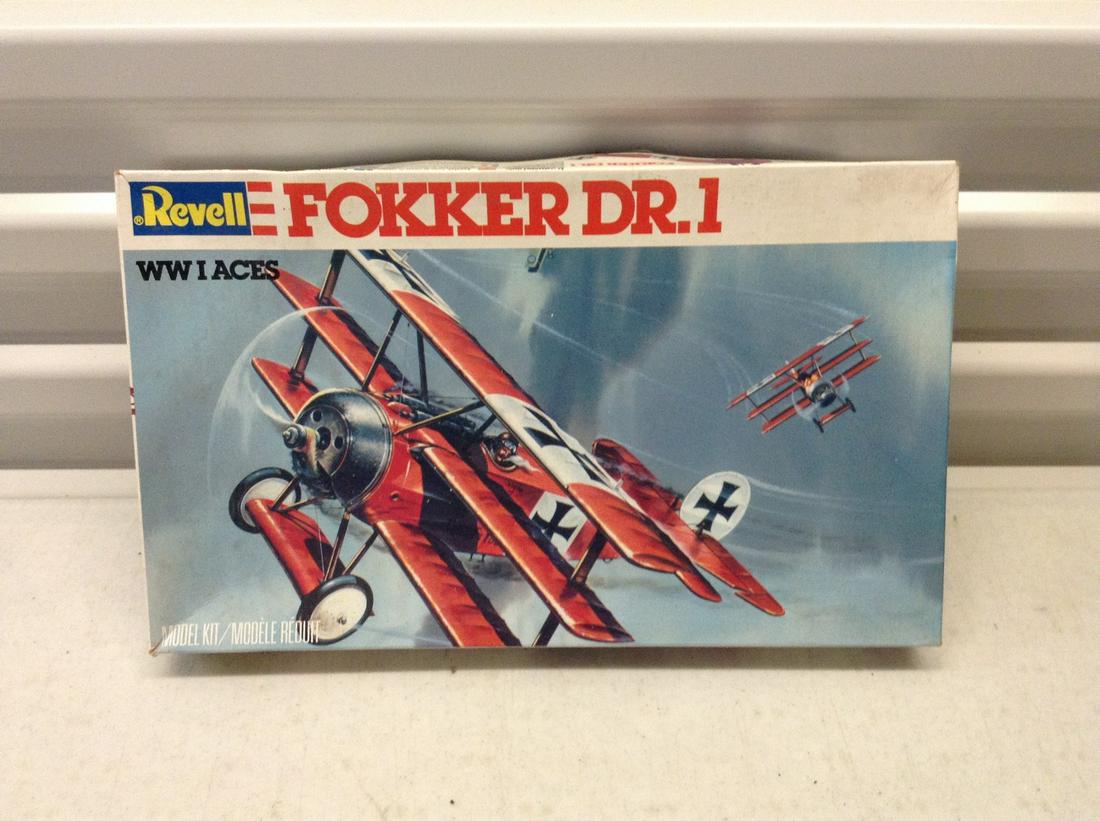 ® Revell FOKKER DR.1
WW I ACES
MODEL KIT/MODÈLE RÉDUIT